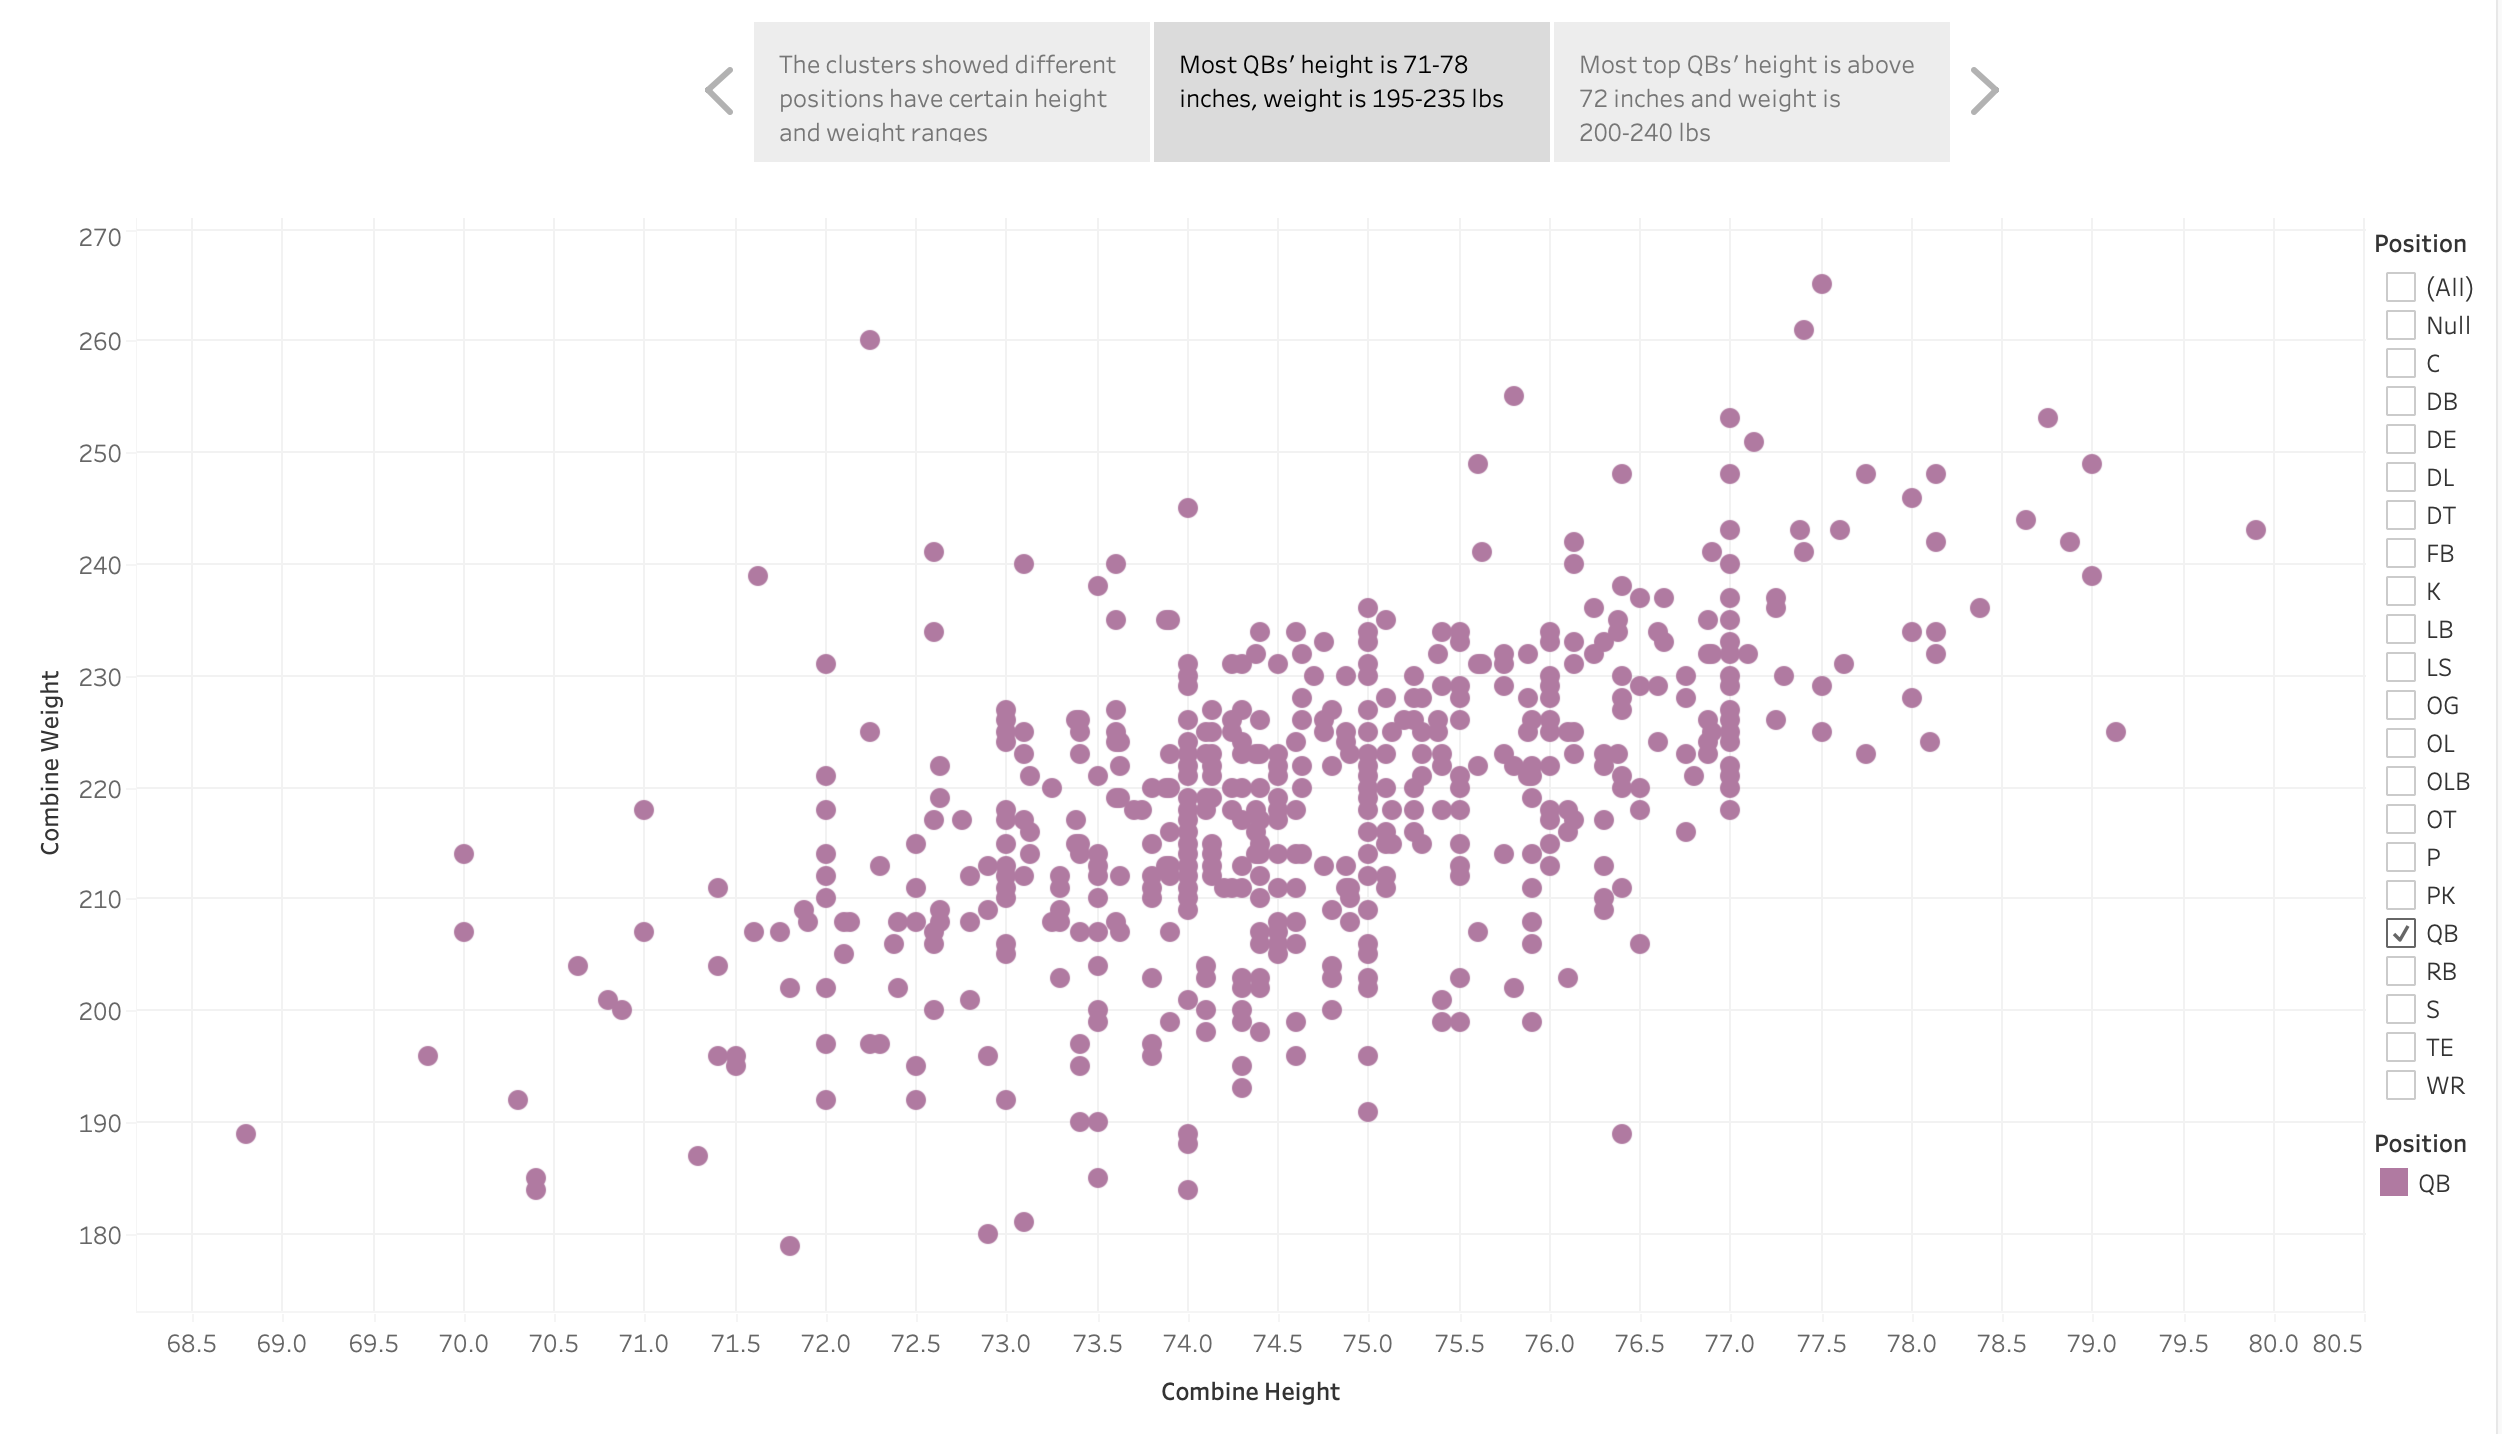 The clusters showed different
positions have certain height
and weight ranges
Most QBs’ height is 71-78
inches, weight is 195-235 lbs
Most top QBs’ height is above
72 inches and weight is
200-240 lbs
270
260
250
240
230
220
210
200
190
180
Combine Weight
68.5 69.0 69.5 70.0 70.5 71.0 71.5 72.0 72.5 73.0 73.5 74.0 74.5 75.0 75.5 76.0 76.5 77.0 77.5 78.0 78.5 79.0 79.5 80.0 80.5
Combine Height
Position
(All)
Null
C
DB
DE
DL
DT
FB
K
LB
LS
OG
OL
OLB
OT
P
PK
QB
RB
S
TE
WR
Position
QB